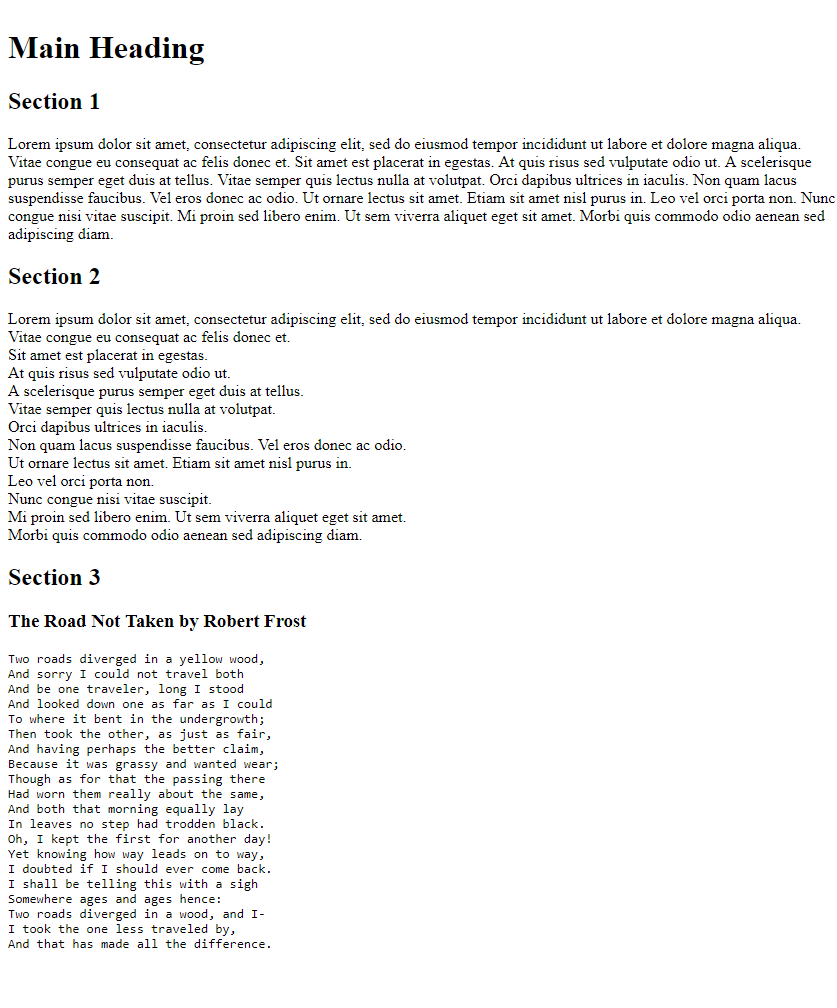 Main Heading
Section 1
Lorem ipsum dolor sit amet, consectetur adipiscing elit, sed do eiusmod tempor incididunt ut labore et dolore magna aliqua.
Vitae congue eu consequat ac felis donec et. Sit amet est placerat in egestas. At quis risus sed vulputate odio ut. A scelerisque
purus semper eget duis at tellus. Vitae semper quis lectus nulla at volutpat. Orci dapibus ultrices in iaculis. Non quam lacus
suspendisse faucibus. Vel eros donec ac odio. Ut ornare lectus sit amet. Etiam sit amet nisl purus in. Leo vel orci porta non. Nunc
congue nisi vitae suscipit. Mi proin sed libero enim. Ut sem viverra aliquet eget sit amet. Morbi quis commodo odio aenean sed
adipiscing diam.
Section 2
Lorem ipsum dolor sit amet, consectetur adipiscing elit, sed do eiusmod tempor incididunt ut labore et dolore magna aliqua.
Vitae congue eu consequat ac felis donec et.
Sit amet est placerat in egestas.
At quis risus sed vulputate odio ut.
A scelerisque purus semper eget duis at tellus.
Vitae semper quis lectus nulla at volutpat.
Orci dapibus ultrices in iaculis.
Non quam lacus suspendisse faucibus. Vel eros donec ac odio.
Ut ornare lectus sit amet. Etiam sit amet nisl purus in.
Leo vel orci porta non.
Nunc congue nisi vitae suscipit.
Mi proin sed libero enim. Ut sem viverra aliquet eget sit amet.
Morbi quis commodo odio aenean sed adipiscing diam.
Section 3
The Road Not Taken by Robert Frost
Two roads diverged in a yellow wood,
And sorry I could not travel both
And be one traveler, long I stood
And looked down one as far as I could
To where it bent in the undergrowth;
Then took the other, as just as fair,
And having perhaps the better claim,
Because it was grassy and wanted wear;
Though as for that the passing there
Had worn them really about the same,
And both that morning equally lay
In leaves no step had trodden black.
Oh, I kept the first for another day!
Yet knowing how way leads on to way,
I doubted if I should ever come back.
I shall be telling this with a sigh
Somewhere ages and ages hence:
Two roads diverged in a wood, and I-
I took the one less traveled by,
And that has made all the difference.